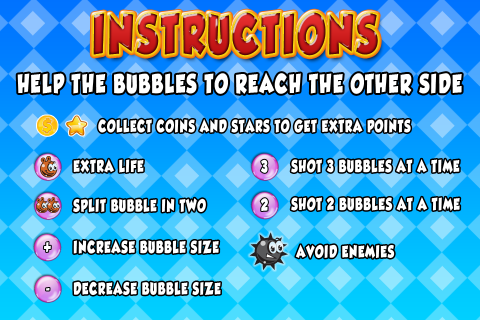 INSTRUCTIONS
HELP THE BUBBLES TO REACH THE OTHER SIDE
COLLECT COINS AND STARS TO GET EXTRA POINTS
EXTRA LIFE
SPLIT BUBBLE IN TWO
+ INCREASE BUBBLE SIZE
- DECREASE BUBBLE SIZE
3 SHOT 3 BUBBLES AT A TIME
2 SHOT 2 BUBBLES AT A TIME
AVOID ENEMIES